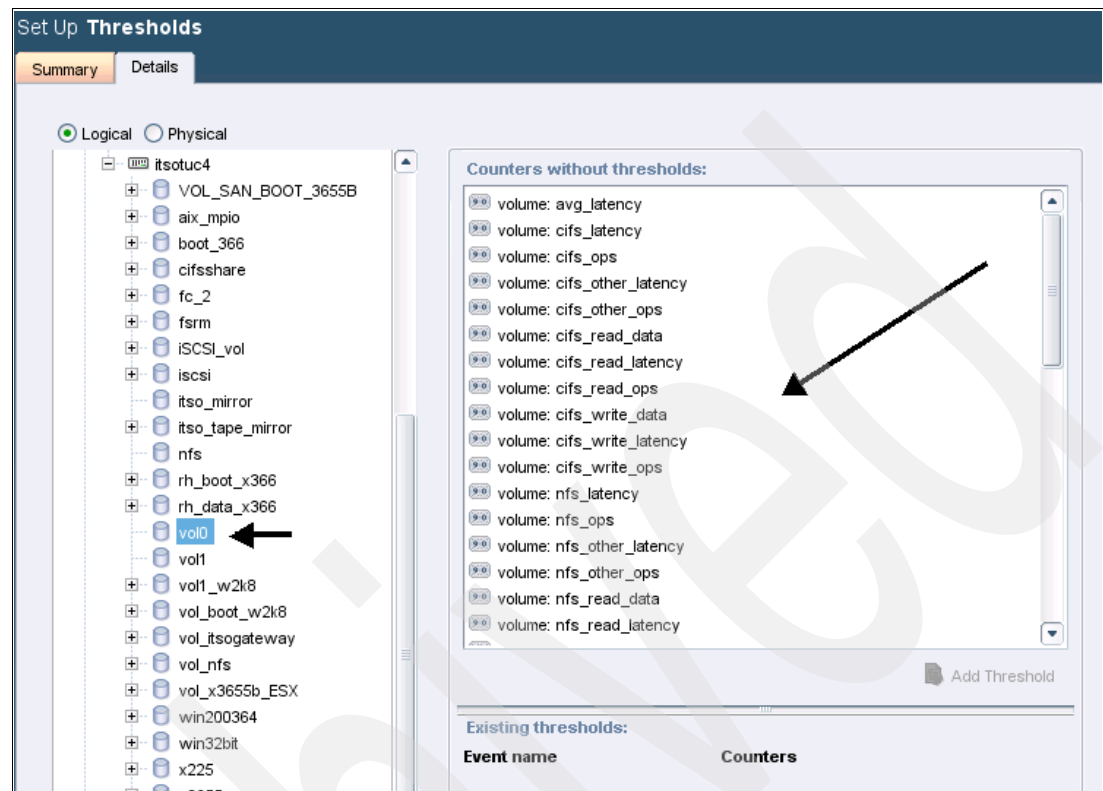 Set Up Thresholds
Summary
Details
Logical
Physical
itsotuc4
VOL_SAN_BOOT_3655B
aix_mpio
boot_366
cifsshare
fc_2
fsrm
iSCSI_vol
iscsi
itso_mirror
itso_tape_mirror
nfs
rh_boot_x366
rh_data_x366
vol0
vol1
vol1_w2k8
vol_boot_w2k8
vol_itsogateway
vol_nfs
vol_x3655b_ESX
win200364
win32bit
x225
Counters without thresholds:
volume: avg_latency
volume: cifs_latency
volume: cifs_ops
volume: cifs_other_latency
volume: cifs_other_ops
volume: cifs_read_data
volume: cifs_read_latency
volume: cifs_read_ops
volume: cifs_write_data
volume: cifs_write_latency
volume: cifs_write_ops
volume: nfs_latency
volume: nfs_ops
volume: nfs_other_latency
volume: nfs_other_ops
volume: nfs_read_data
volume: nfs_read_latency
Add Threshold
Existing thresholds:
Event name Counters